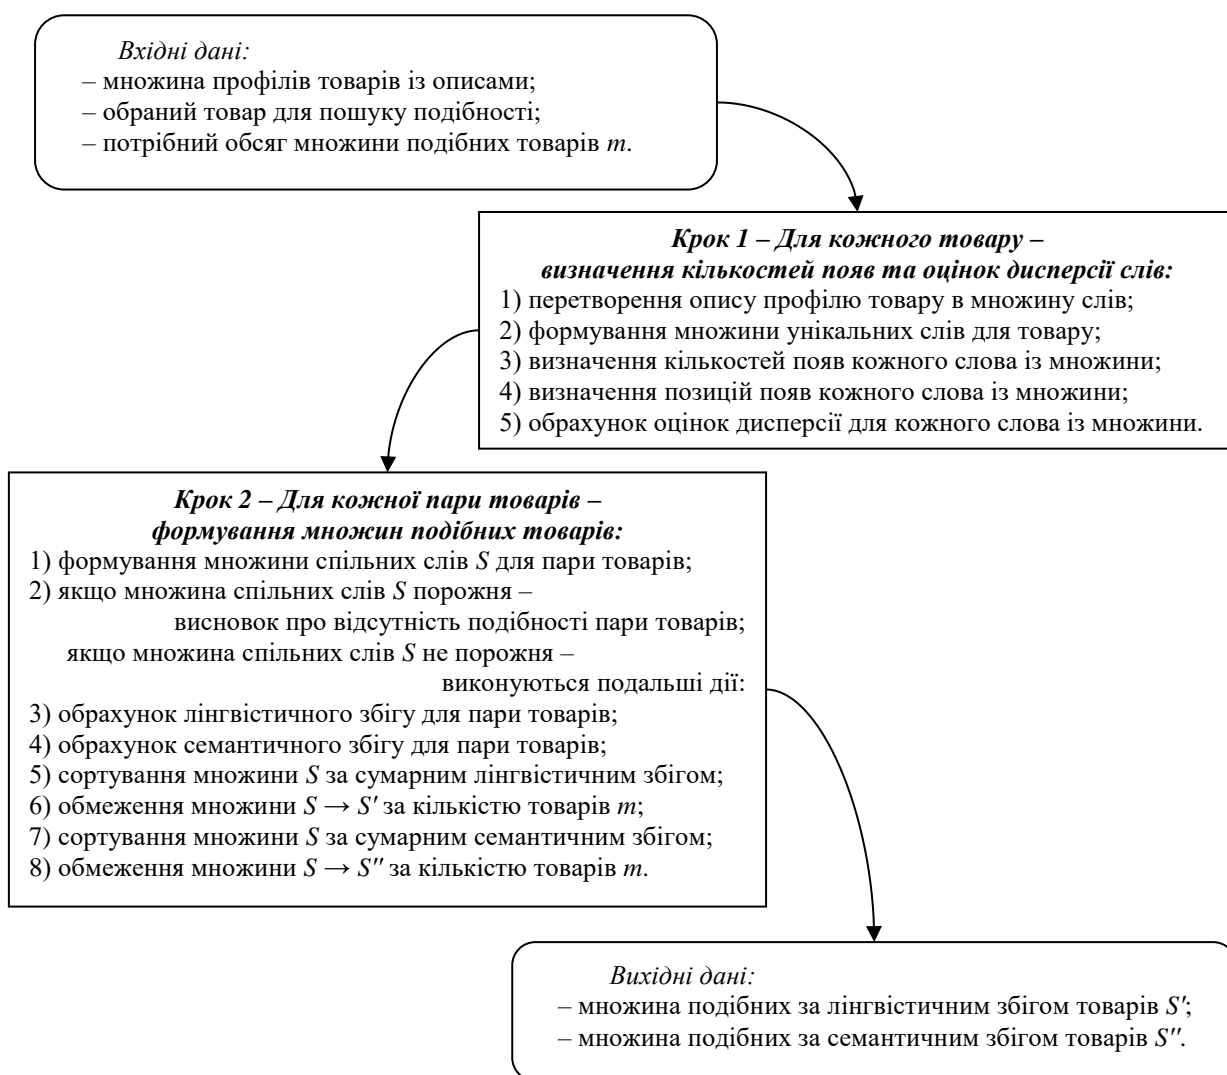 Вхідні дані:
– множина профілів товарів із описами;
– обраний товар для пошуку подібності;
– потрібний обсяг множини подібних товарів m.
Крок 1 – Для кожного товару –
визначення кількостей появ та оцінок дисперсії слів:
1) перетворення опису профілю товару в множину слів;
2) формування множини унікальних слів для товару;
3) визначення кількостей появ кожного слова із множини;
4) визначення позицій появ кожного слова із множини;
5) обрахунок оцінок дисперсії для кожного слова із множини.
Крок 2 – Для кожної пари товарів –
формування множин подібних товарів:
1) формування множини спільних слів S для пари товарів;
2) якщо множина спільних слів S порожня –
висновок про відсутність подібності пари товарів;
якщо множина спільних слів S не порожня –
виконуються подальші дії:
3) обрахунок лінгвістичного збігу для пари товарів;
4) обрахунок семантичного збігу для пари товарів;
5) сортування множини S за сумарним лінгвістичним збігом;
6) обмеження множини S → S′ за кількістю товарів m;
7) сортування множини S за сумарним семантичним збігом;
8) обмеження множини S → S″ за кількістю товарів m.
Вихідні дані:
– множина подібних за лінгвістичним збігом товарів S′;
– множина подібних за семантичним збігом товарів S″.